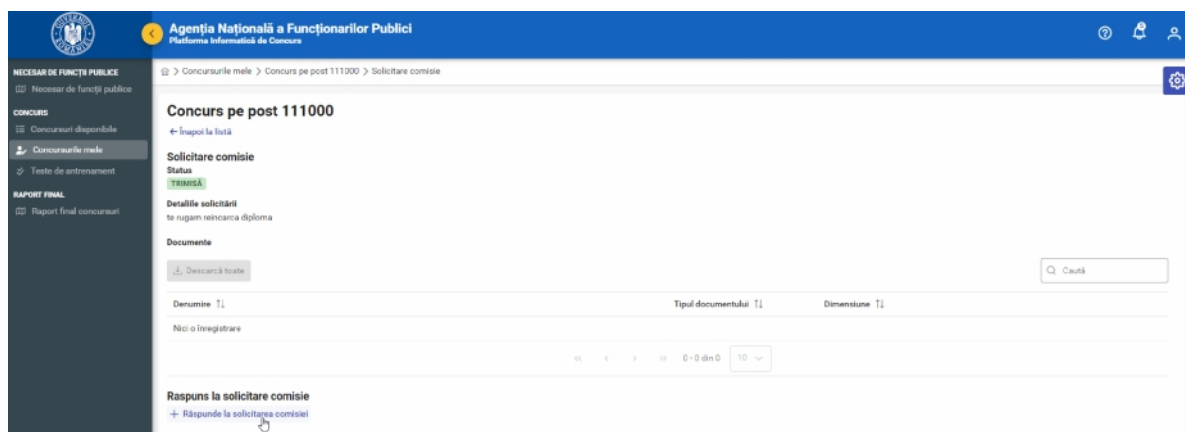 GUVERNUL ROMÂNIEI
Agenția Națională a Funcționarilor Publici
Platforma Informatică de Concurs
NECESAR DE FUNCȚII PUBLICE
Necesar de funcții publice
CONCURS
Concursuri disponibile
Concursurile mele
Teste de antrenament
RAPORT FINAL
Raport final concursuri
Concursurile mele > Concurs pe post 111000 > Solicitare comisie
Concurs pe post 111000
Înapoi la listă
Solicitare comisie
Status
TRIMISĂ
Detaliile solicitării
te rugam reincarca diploma
Documente
Descarcă toate
Caută
Denumire
Tipul documentului
Dimensiune
Nici o înregistrare
0 - 0 din 0
10
Raspuns la solicitare comisie
+ Răspunde la solicitarea comisiei